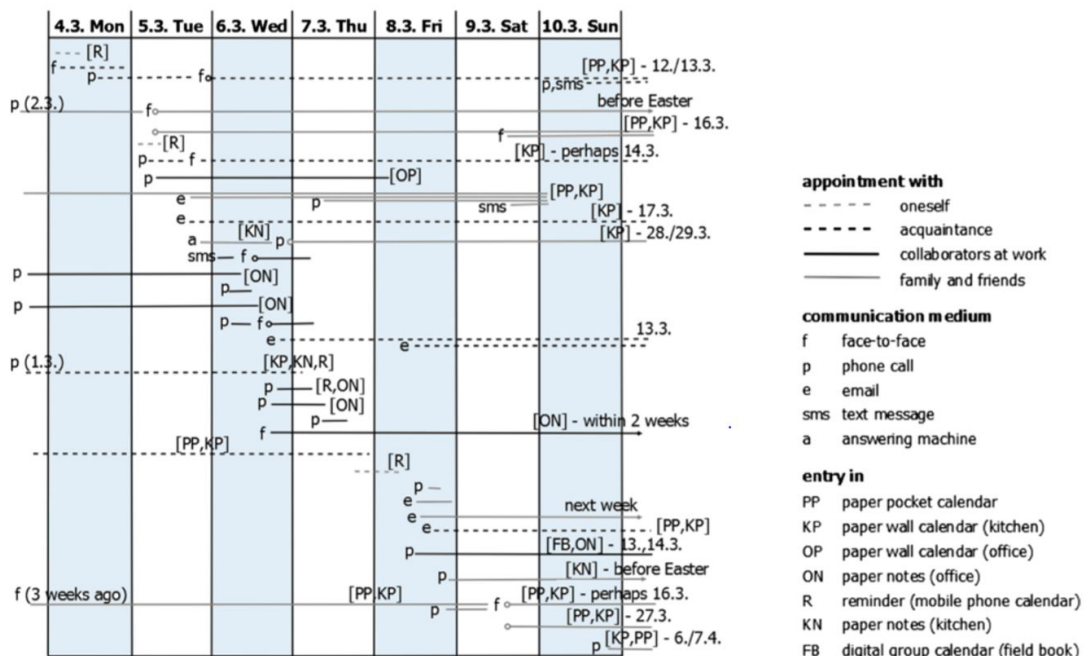 4.3. Mon 5.3. Tue 6.3. Wed 7.3. Thu 8.3. Fri 9.3. Sat 10.3. Sun
[R]
f
[PP,KP] - 12./13.3.
p f
p,sms
p (2.3.) f before Easter
[PP,KP] - 16.3.
f
[R]
[KP] - perhaps 14.3.
p f
p [OP]
[PP,KP]
e p
sms
e [KP] - 17.3.
[KN] [KP] - 28./29.3.
a p
sms f
p [ON]
p
p [ON]
p f
e 13.3.
e
p (1.3.) [KP,KN,R]
p [R,ON]
p [ON]
p
f [ON] - within 2 weeks
[PP,KP]
[R]
p
e
e next week
e [PP,KP]
p [FB,ON] - 13.,14.3.
p [KN] - before Easter
f (3 weeks ago) [PP,KP] f [PP,KP] - perhaps 16.3.
p
[PP,KP] - 27.3.
p [KP,PP] - 6./7.4.
appointment with
oneself
acquaintance
collaborators at work
family and friends
communication medium
f face-to-face
p phone call
e email
sms text message
a answering machine
entry in
PP paper pocket calendar
KP paper wall calendar (kitchen)
OP paper wall calendar (office)
ON paper notes (office)
R reminder (mobile phone calendar)
KN paper notes (kitchen)
FB digital group calendar (field book)